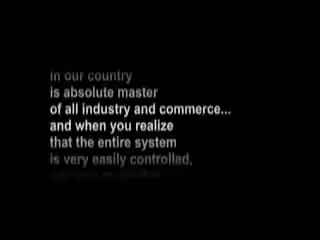 in our country
is absolute master
of all industry and commerce...
and when you realize
that the entire system
is very easily controlled,